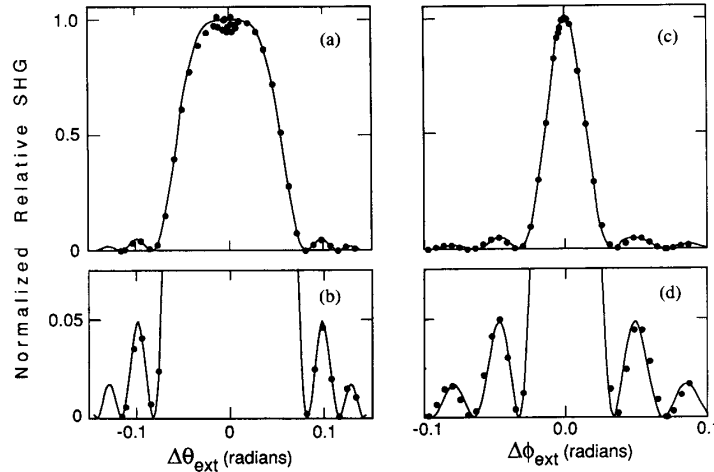 Normalized Relative SHG
1.0
0.5
0
(a)
(c)
0.05
0
(b)
(d)
-0.1
0
0.1
-0.1
0.0
0.1
Δθext (radians)
Δϕext (radians)